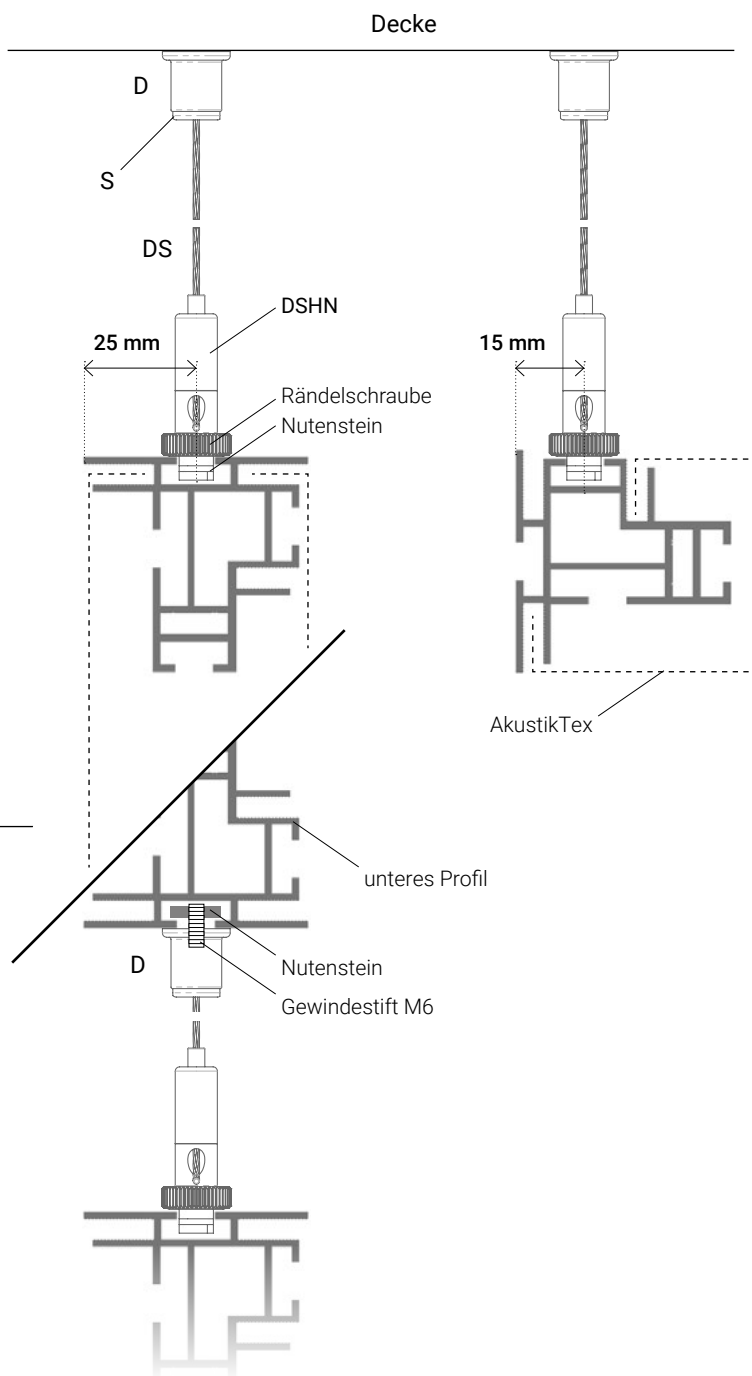 Decke
D
S
DS
DSHN
25 mm
15 mm
Rändelschraube
Nutenstein
AkustikTex
unteres Profil
D
Nutenstein
Gewindestift M6